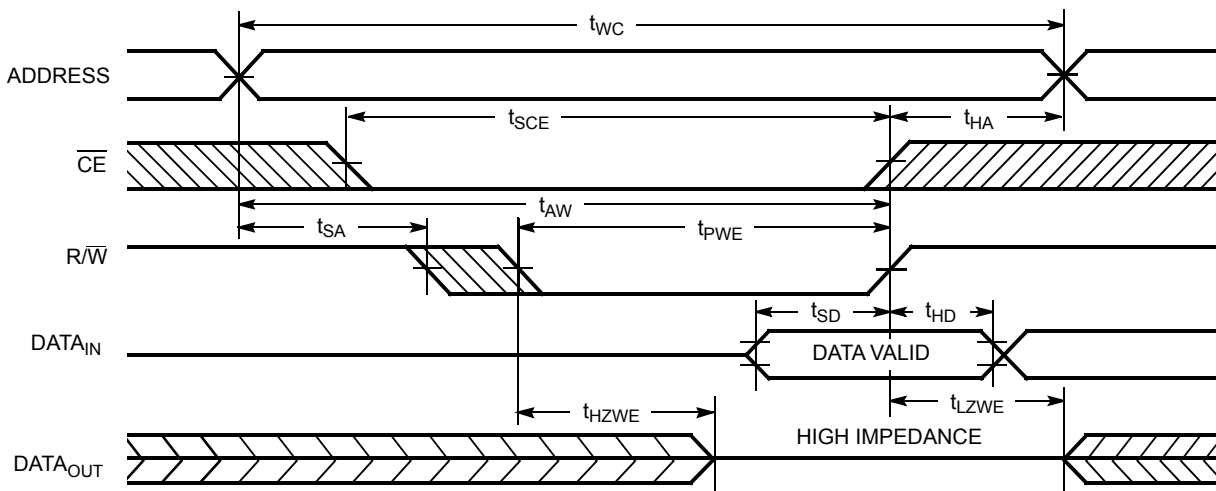 tWC
ADDRESS
tSCE
tHA
CE
tAW
tSA
tPWE
R/W
tSD
tHD
DATAIN
DATA VALID
tHZWE
tLZWE
HIGH IMPEDANCE
DATAOUT